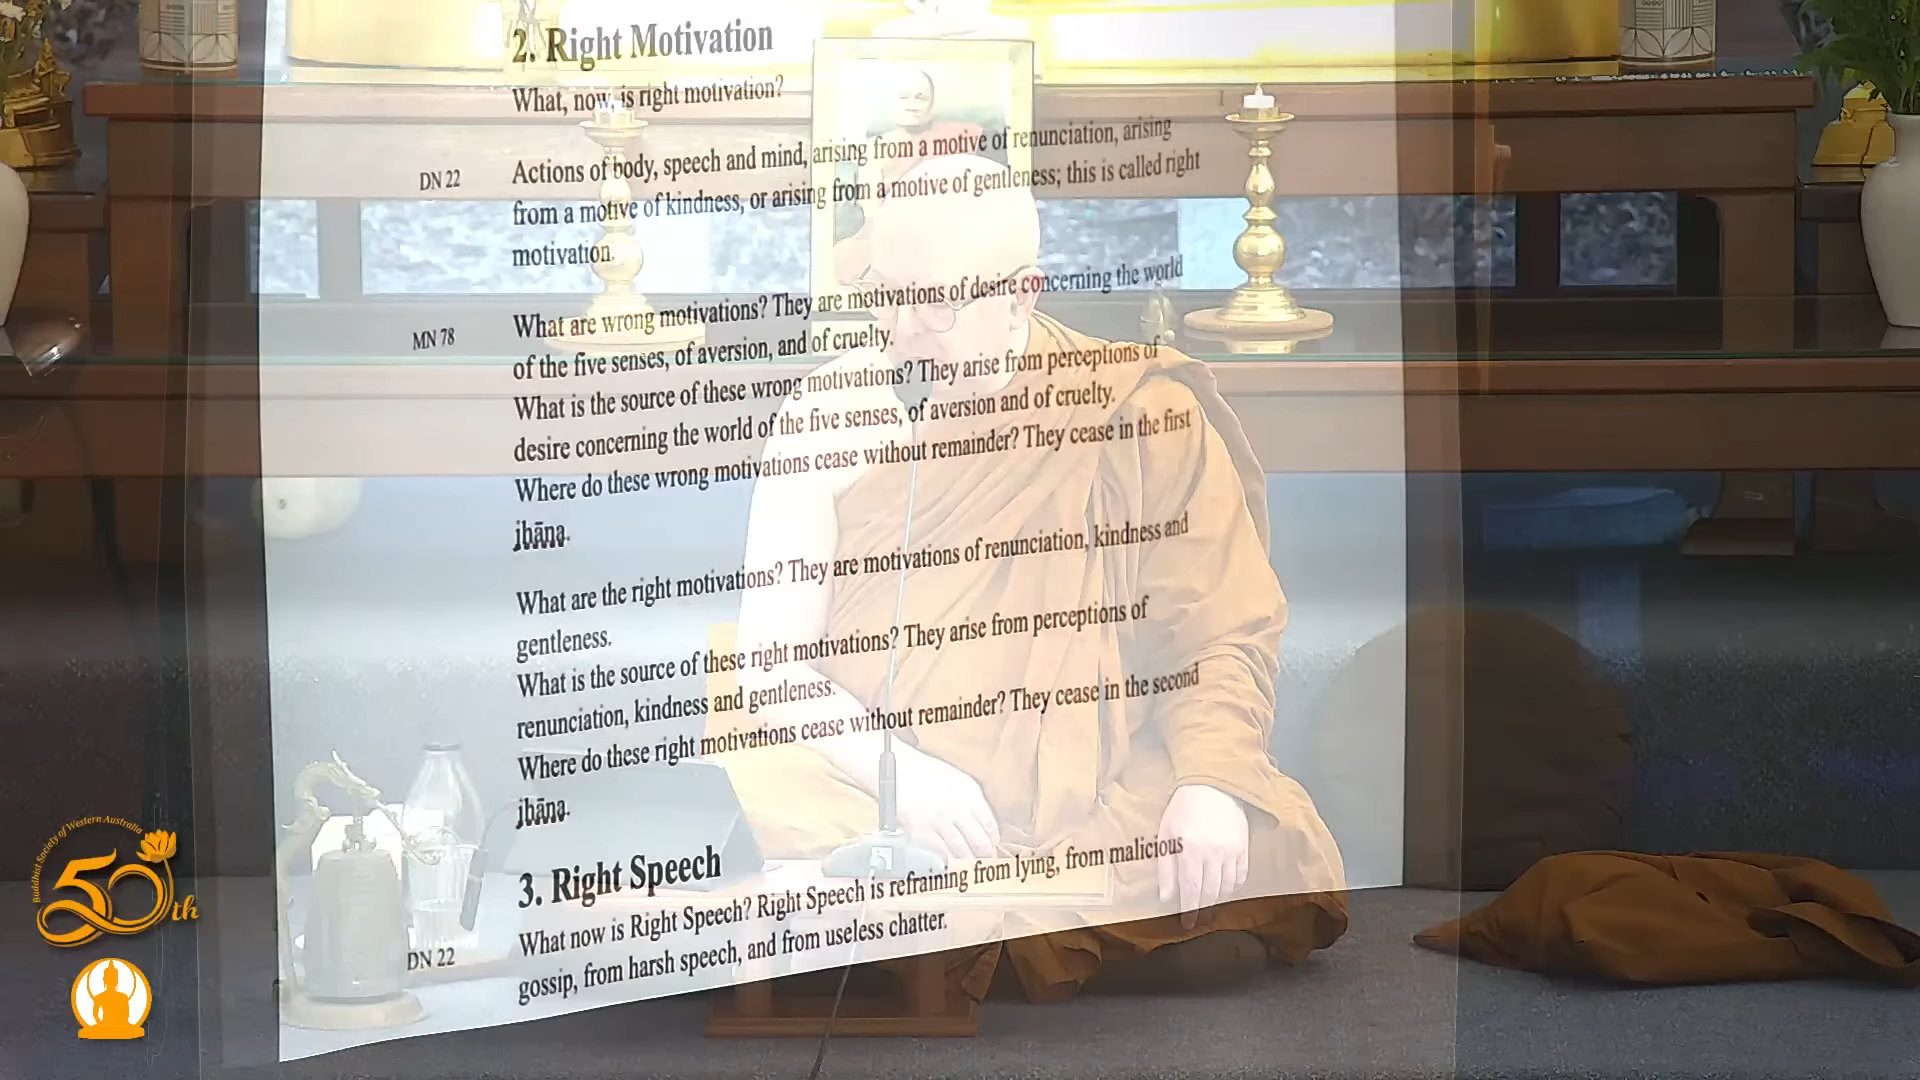 2. Right Motivation
What, now, is right motivation?
DN 22
Actions of body, speech and mind, arising from a motive of renunciation, arising
from a motive of kindness, or arising from a motive of gentleness; this is called right
motivation.
MN 78
What are wrong motivations? They are motivations of desire concerning the world
of the five senses, of aversion, and of cruelty.
What is the source of these wrong motivations? They arise from perceptions of
desire concerning the world of the five senses, of aversion and of cruelty.
Where do these wrong motivations cease without remainder? They cease in the first
jhāna.
What are the right motivations? They are motivations of renunciation, kindness and
gentleness.
What is the source of these right motivations? They arise from perceptions of
renunciation, kindness and gentleness.
Where do these right motivations cease without remainder? They cease in the second
jhāna.
3. Right Speech
DN 22
What now is Right Speech? Right Speech is refraining from lying, from malicious
gossip, from harsh speech, and from useless chatter.
Buddhist Society of Western Australia
50th